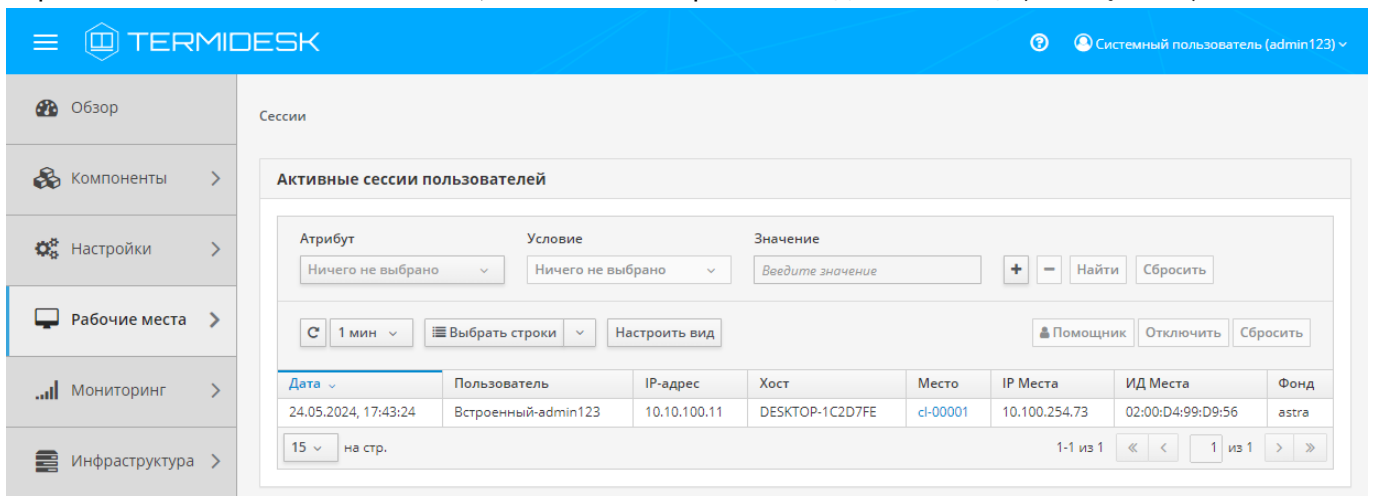 TERMIDESK
Системный пользователь (admin123)
Обзор
Компоненты
Настройки
Рабочие места
Мониторинг
Инфраструктура
Сессии
Активные сессии пользователей
Атрибут Условие Значение
Ничего не выбрано Ничего не выбрано Введите значение + − Найти Сбросить
1 мин Выбрать строки Настроить вид Помощник Отключить Сбросить
Дата Пользователь IP-адрес Хост Место IP Места ИД Места Фонд
24.05.2024, 17:43:24 Встроенный-admin123 10.10.100.11 DESKTOP-1C2D7FE cl-00001 10.100.254.73 02:00:D4:99:D9:56 astra
15 на стр. 1-1 из 1 « < 1 из 1 > »